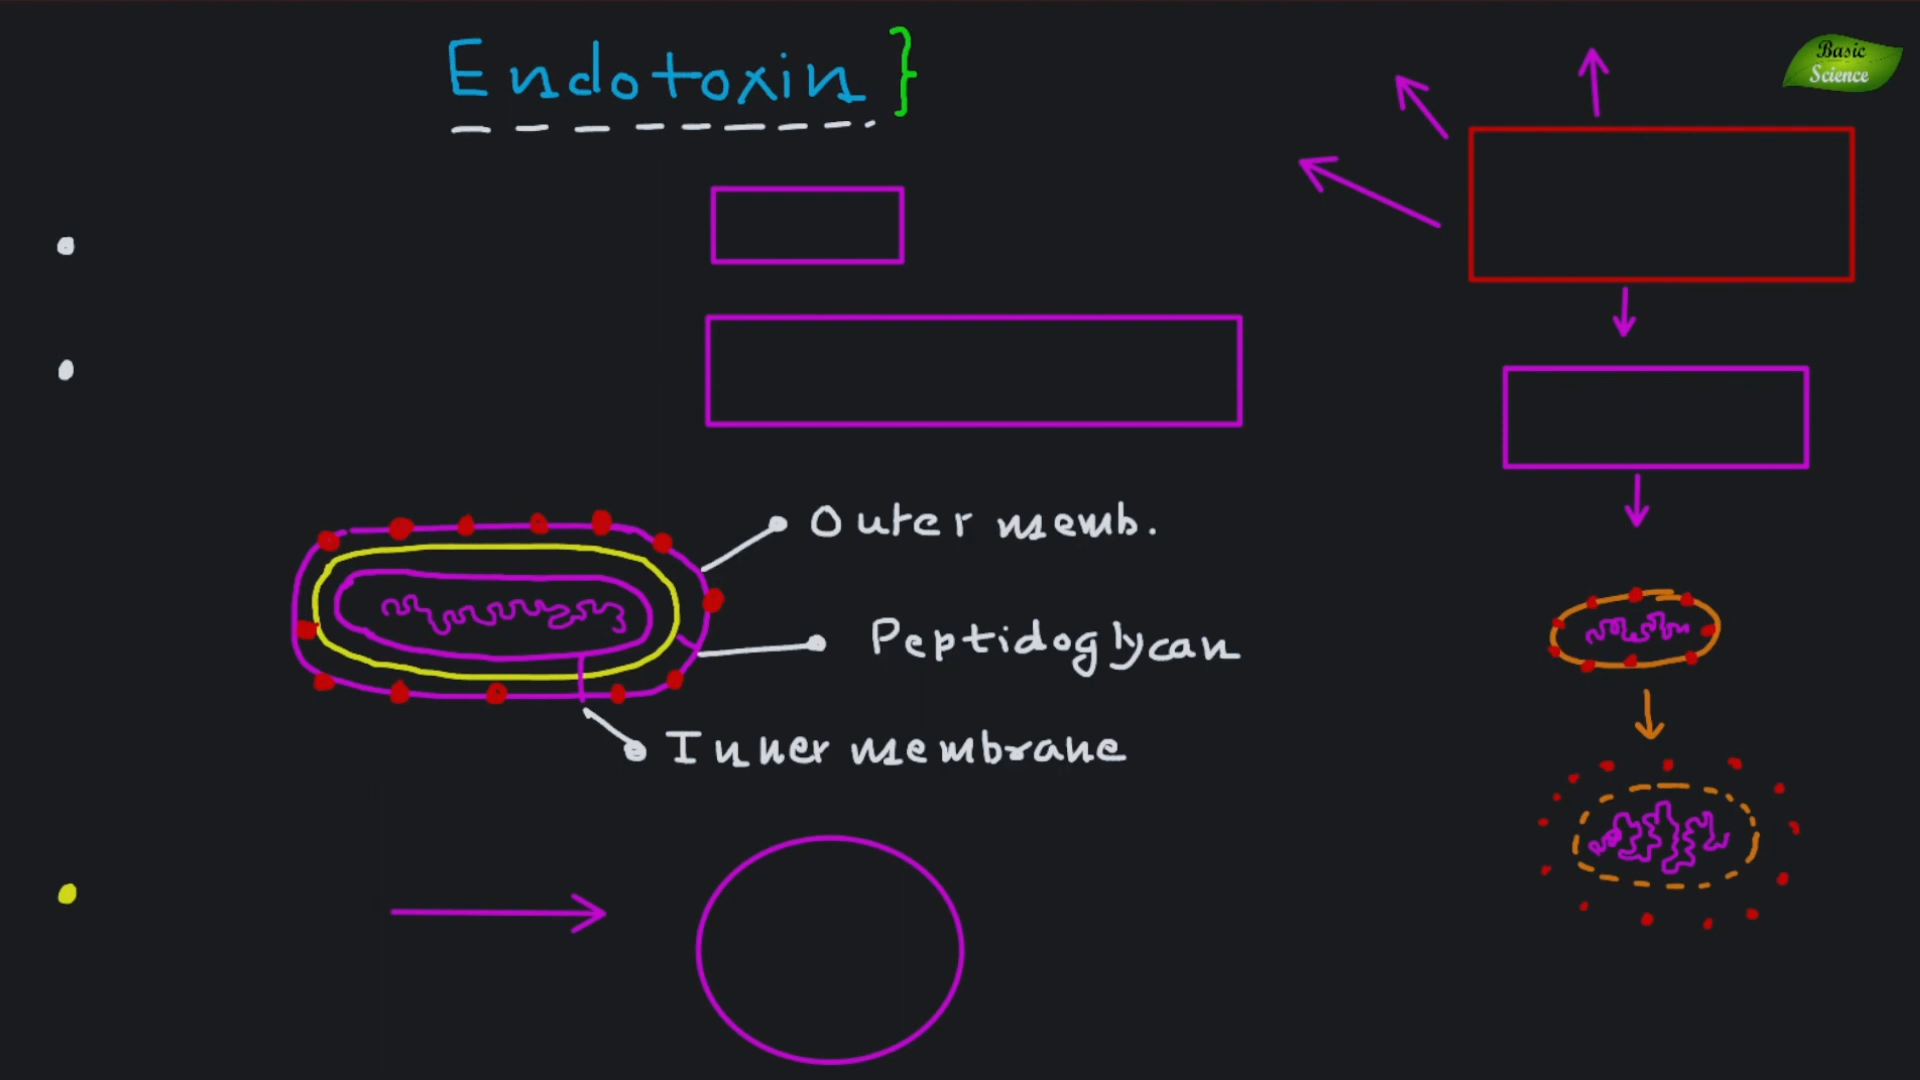 Endotoxin
Basic
Science
Outer memb.
Peptidoglycan
Inner membrane